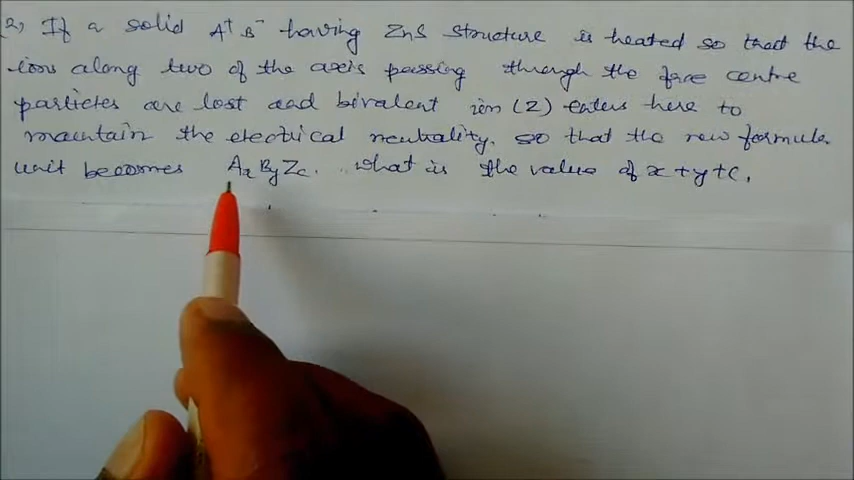 2) If a solid A⁺ B⁻ having ZnS structure is heated so that the
ions along two of the axis passing through the face centre
particles are lost and bivalent ion (Z) enters here to
maintain the electrical neutrality. so that the new formula
unit becomes AxByZc. what is the value of x+y+c.